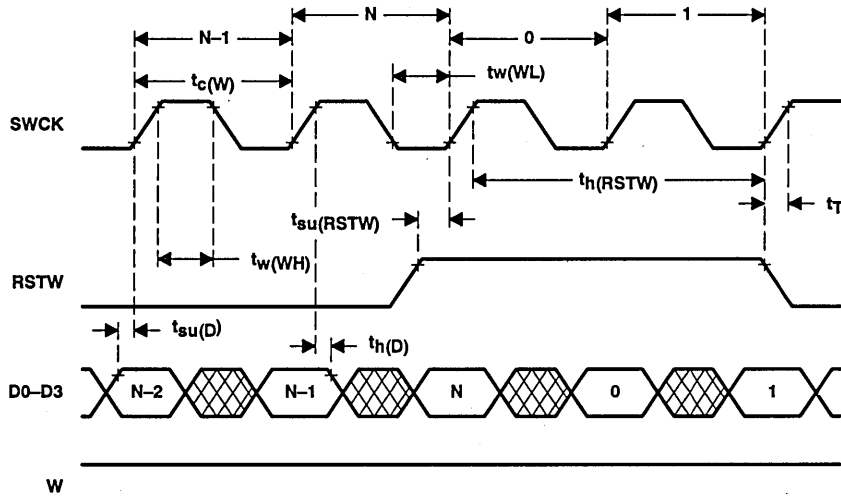 N 1
N–1 0
tc(W) tw(WL)
SWCK
th(RSTW)
tsu(RSTW) tT
tw(WH)
RSTW
tsu(D) th(D)
D0–D3 N–2 N–1 N 0 1
W